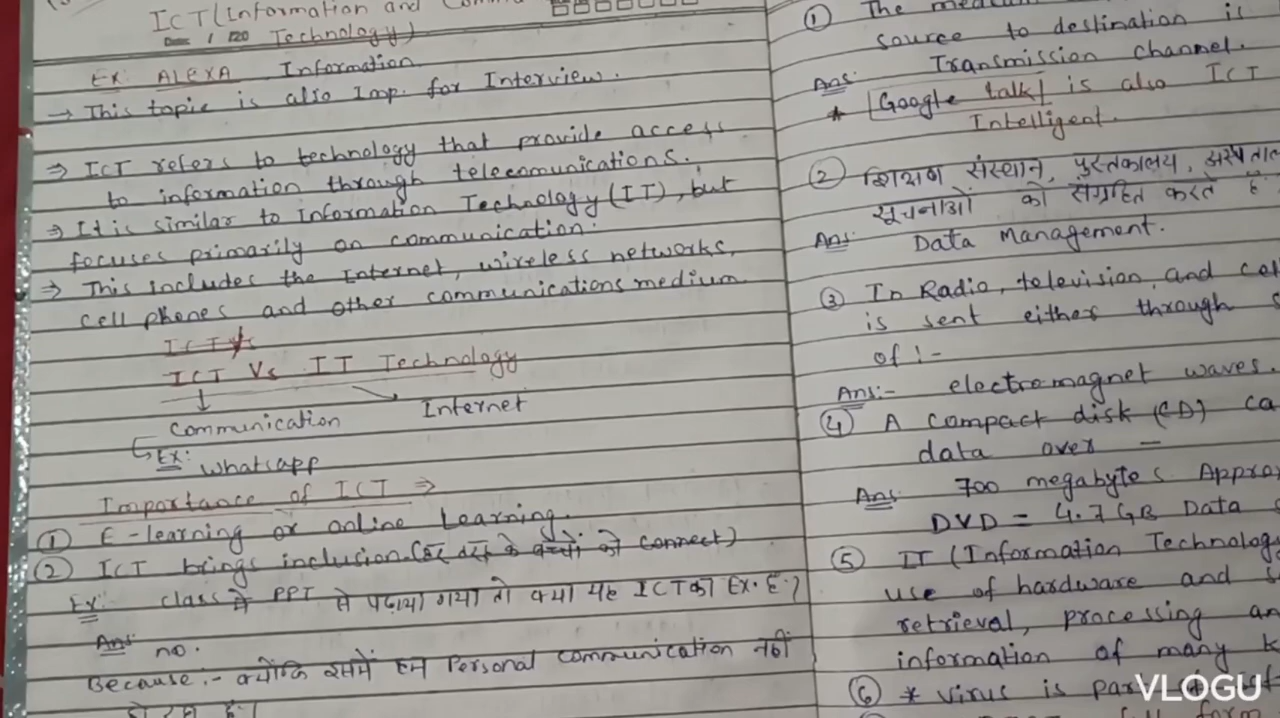 ICT (Information and
Technology)
Ex: ALEXA Information
→ This topic is also Imp. for Interview.
⇒ ICT refers to technology that provide access
to information through telecomunications.
⇒ It is similar to Information Technology (IT), but
focuses primarily on communication.
⇒ This includes the Internet, wireless networks,
cell phones and other communications medium.
ICT Vs IT Technology
Communication
Internet
Ex:
Whatsapp
Importance of ICT ⇒
① E-learning or online Learning.
② ICT brings inclusion के बच्चों को connect)
Ex: class में PPT से पढ़ाया गया तो क्या यह ICT का Ex. है?
Ans: no.
Because:- क्योंकि इसमें हम Personal communication नहीं
① The
source to destination is
Transmission channel.
Ans:
* Google talk is also ICT
Intelligent.
② शिक्षण संस्थाने, पुस्तकालय,
सूचनाओं को संग्रहित करते है
Ans: Data Management.
③ In Radio, television, and
is sent either through
of :-
Ans:- electromagnet waves.
④ A compact disk (CD)
data over —
Ans: 700 megabytes.
DVD = 4.7 GB Data
⑤ IT (Information
use of hardware and
retrieval, processing
information of many
⑥ * Virus is
VLOGU